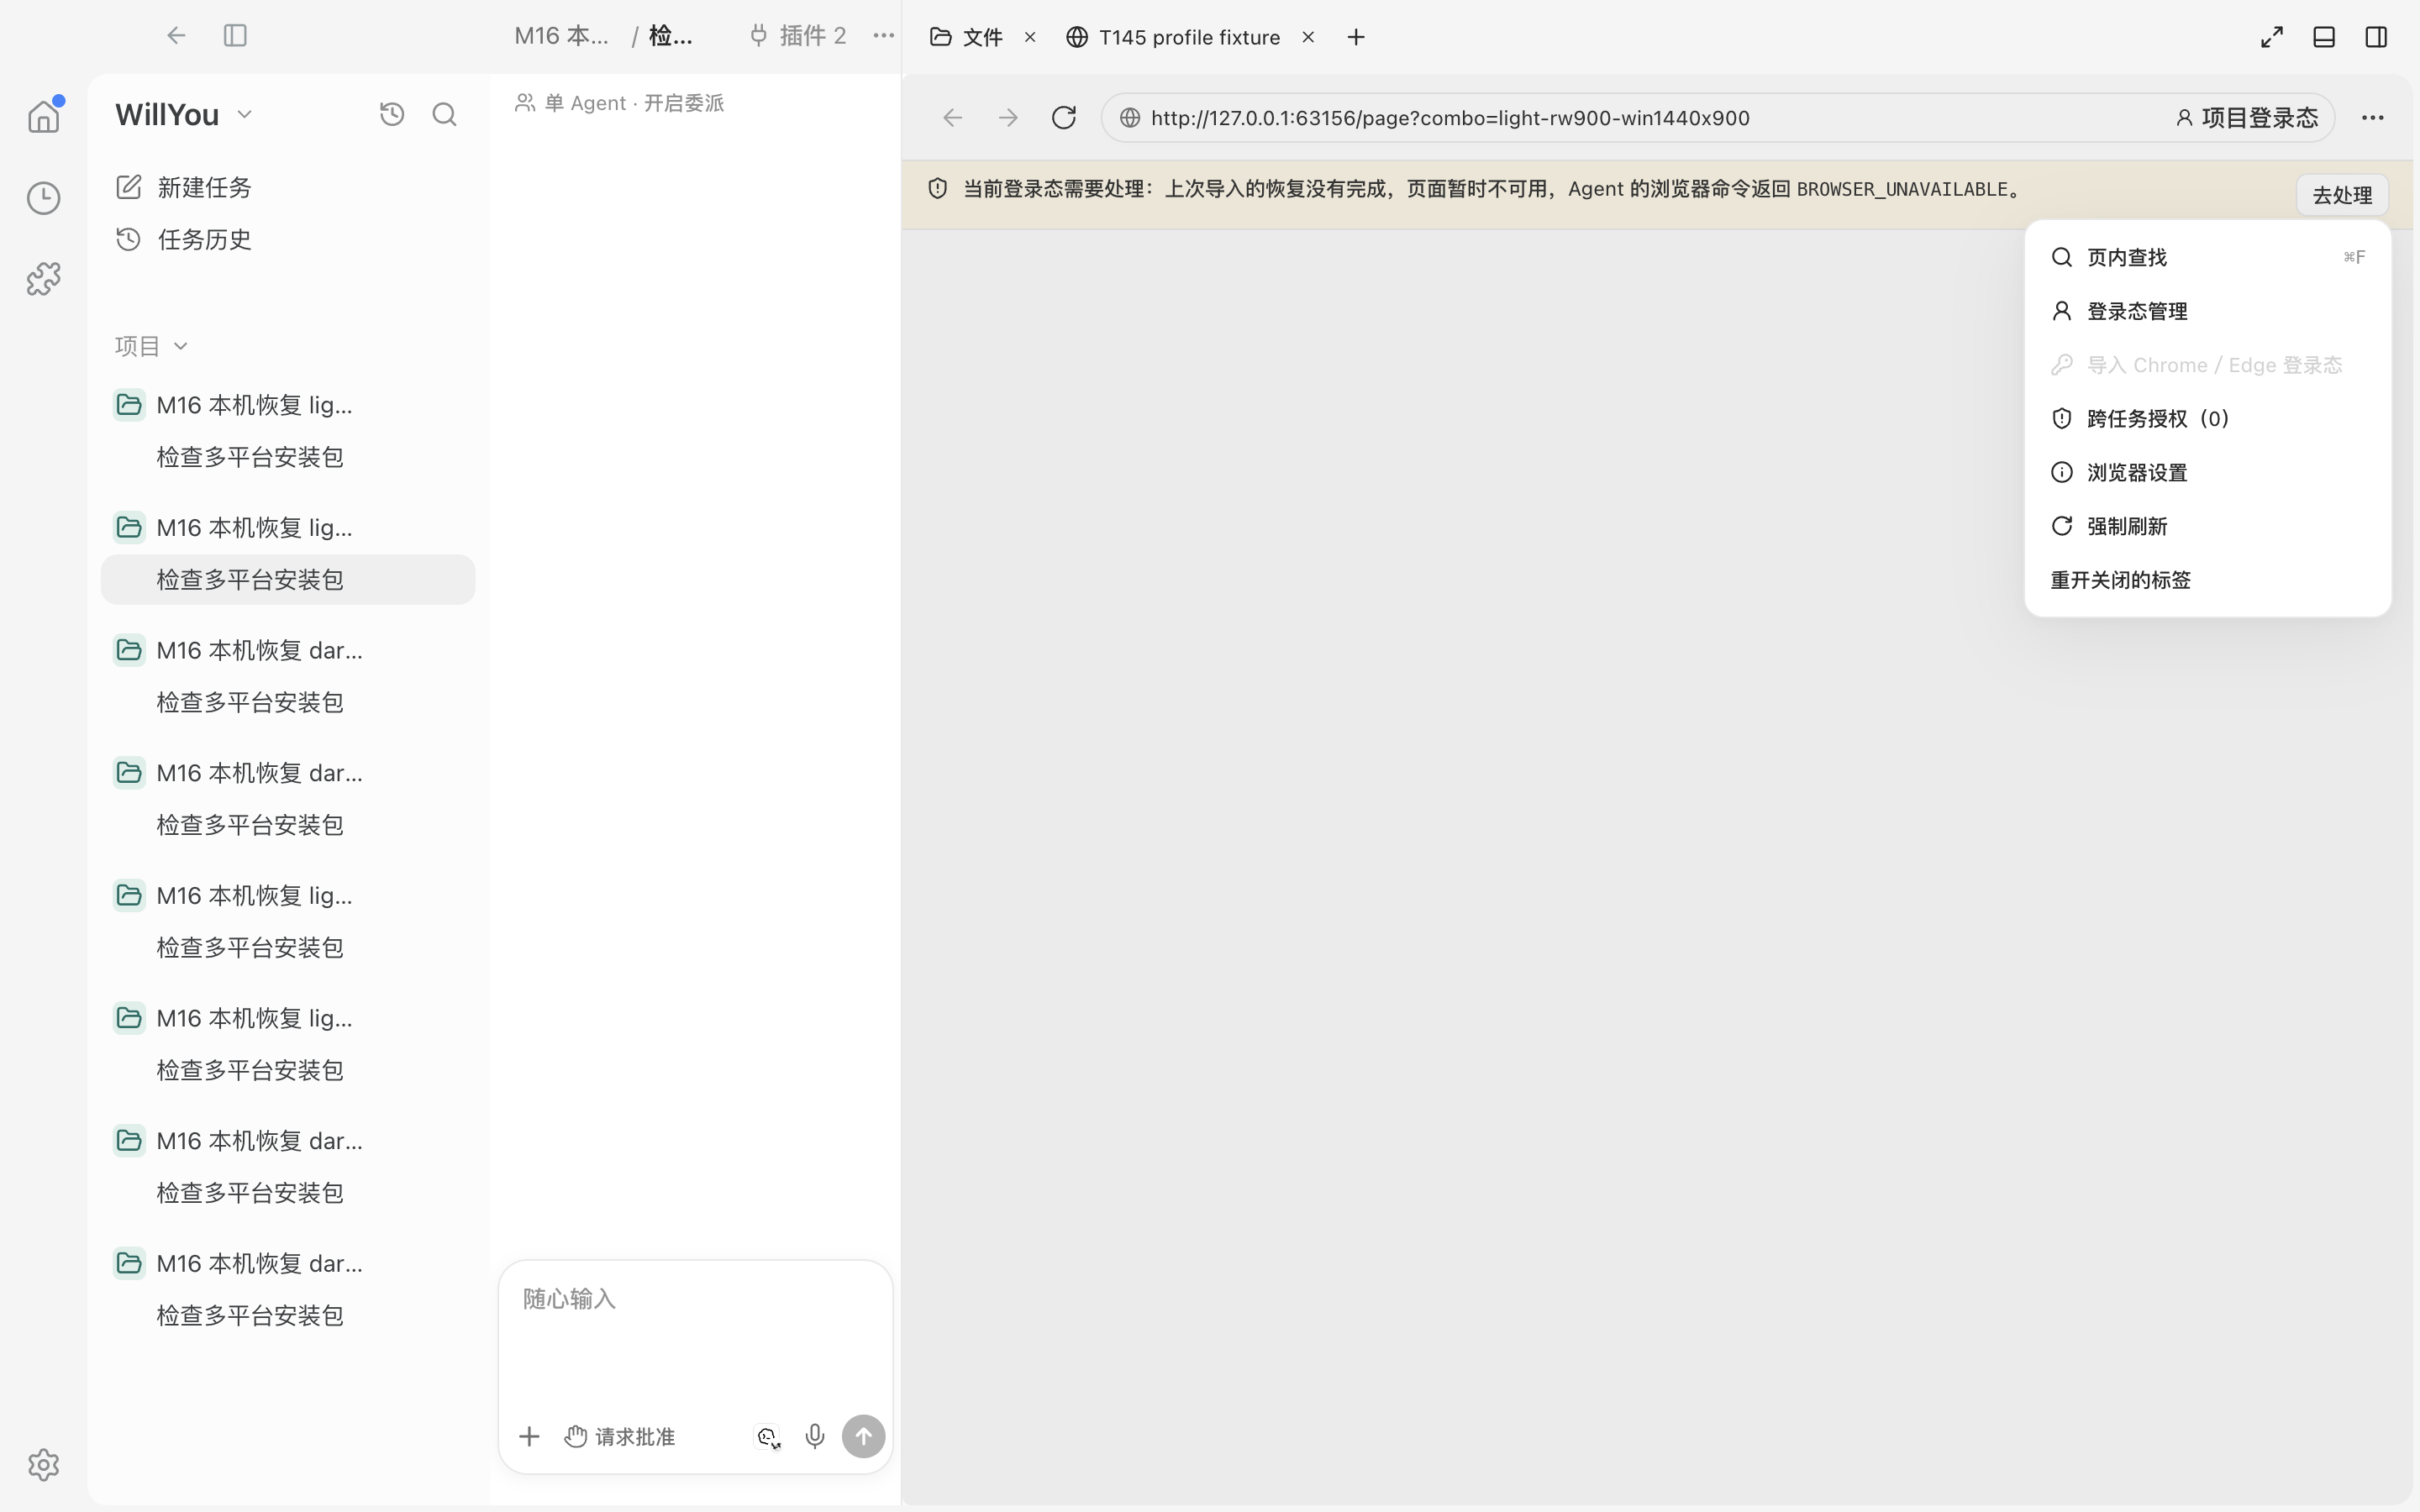 M16 本... / 检...
插件 2
文件
T145 profile fixture
WillYou
新建任务
任务历史
项目
M16 本机恢复 lig...
检查多平台安装包
M16 本机恢复 lig...
检查多平台安装包
M16 本机恢复 dar...
检查多平台安装包
M16 本机恢复 dar...
检查多平台安装包
M16 本机恢复 lig...
检查多平台安装包
M16 本机恢复 lig...
检查多平台安装包
M16 本机恢复 dar...
检查多平台安装包
M16 本机恢复 dar...
检查多平台安装包
单 Agent · 开启委派
随心输入
请求批准
http://127.0.0.1:63156/page?combo=light-rw900-win1440x900
项目登录态
当前登录态需要处理：上次导入的恢复没有完成，页面暂时不可用，Agent 的浏览器命令返回 BROWSER_UNAVAILABLE。
去处理
页内查找 ⌘F
登录态管理
导入 Chrome / Edge 登录态
跨任务授权（0）
浏览器设置
强制刷新
重开关闭的标签